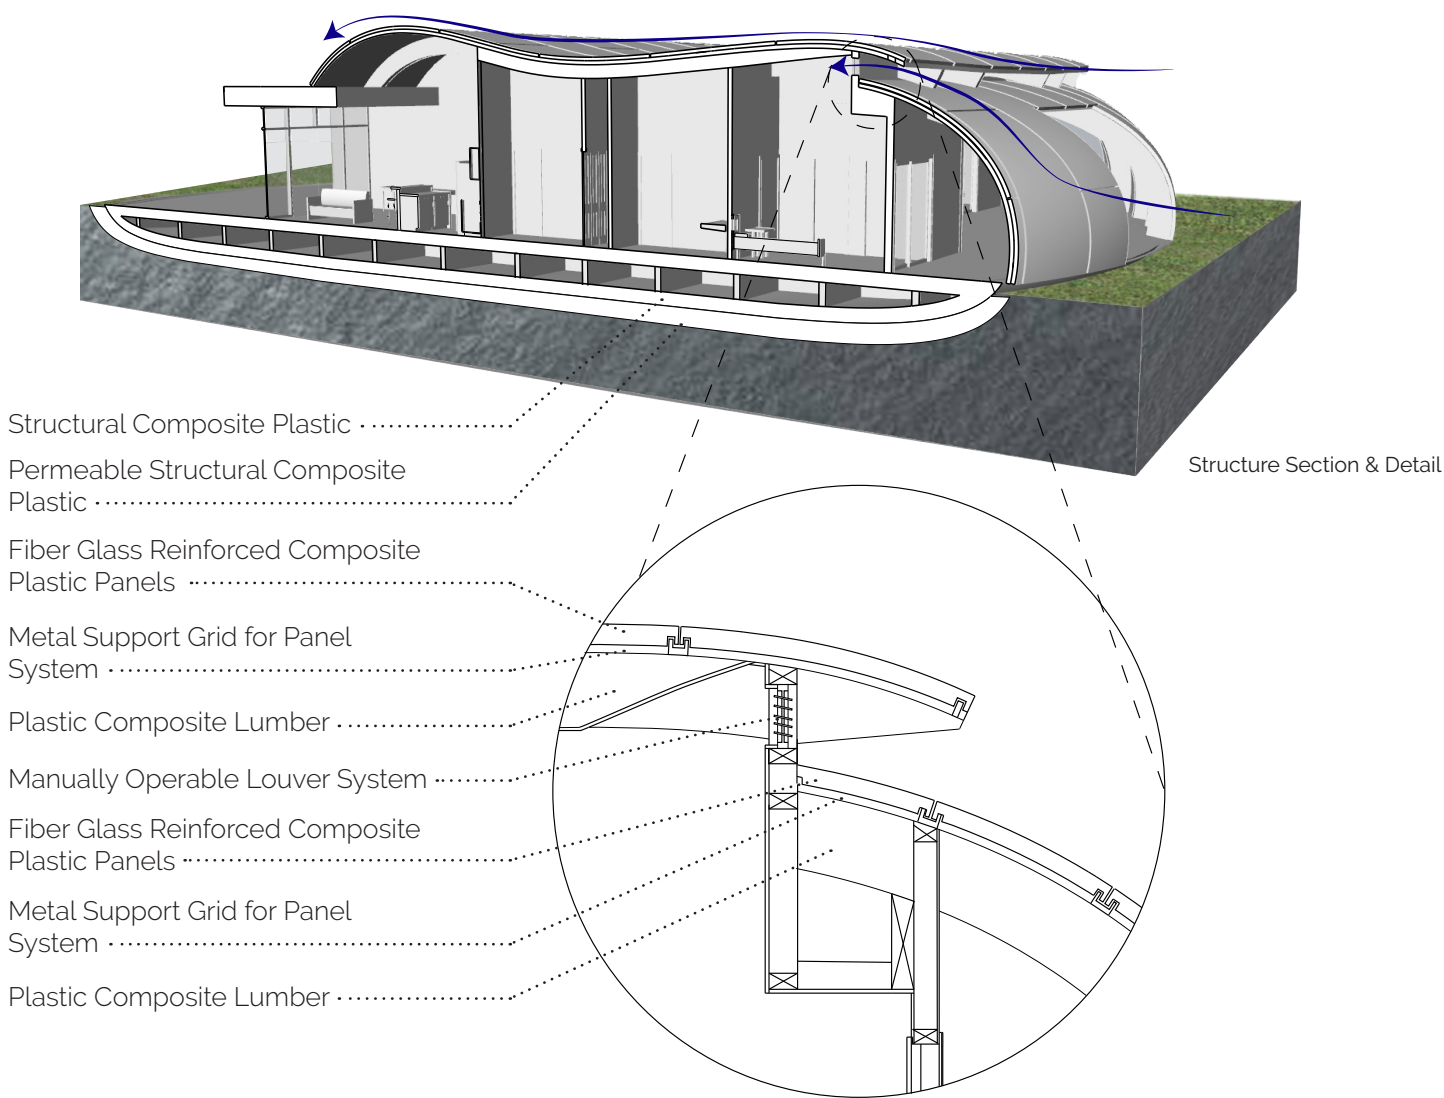 Structural Composite Plastic
Permeable Structural Composite
Plastic
Structure Section & Detail
Fiber Glass Reinforced Composite
Plastic Panels
Metal Support Grid for Panel
System
Plastic Composite Lumber
Manually Operable Louver System
Fiber Glass Reinforced Composite
Plastic Panels
Metal Support Grid for Panel
System
Plastic Composite Lumber